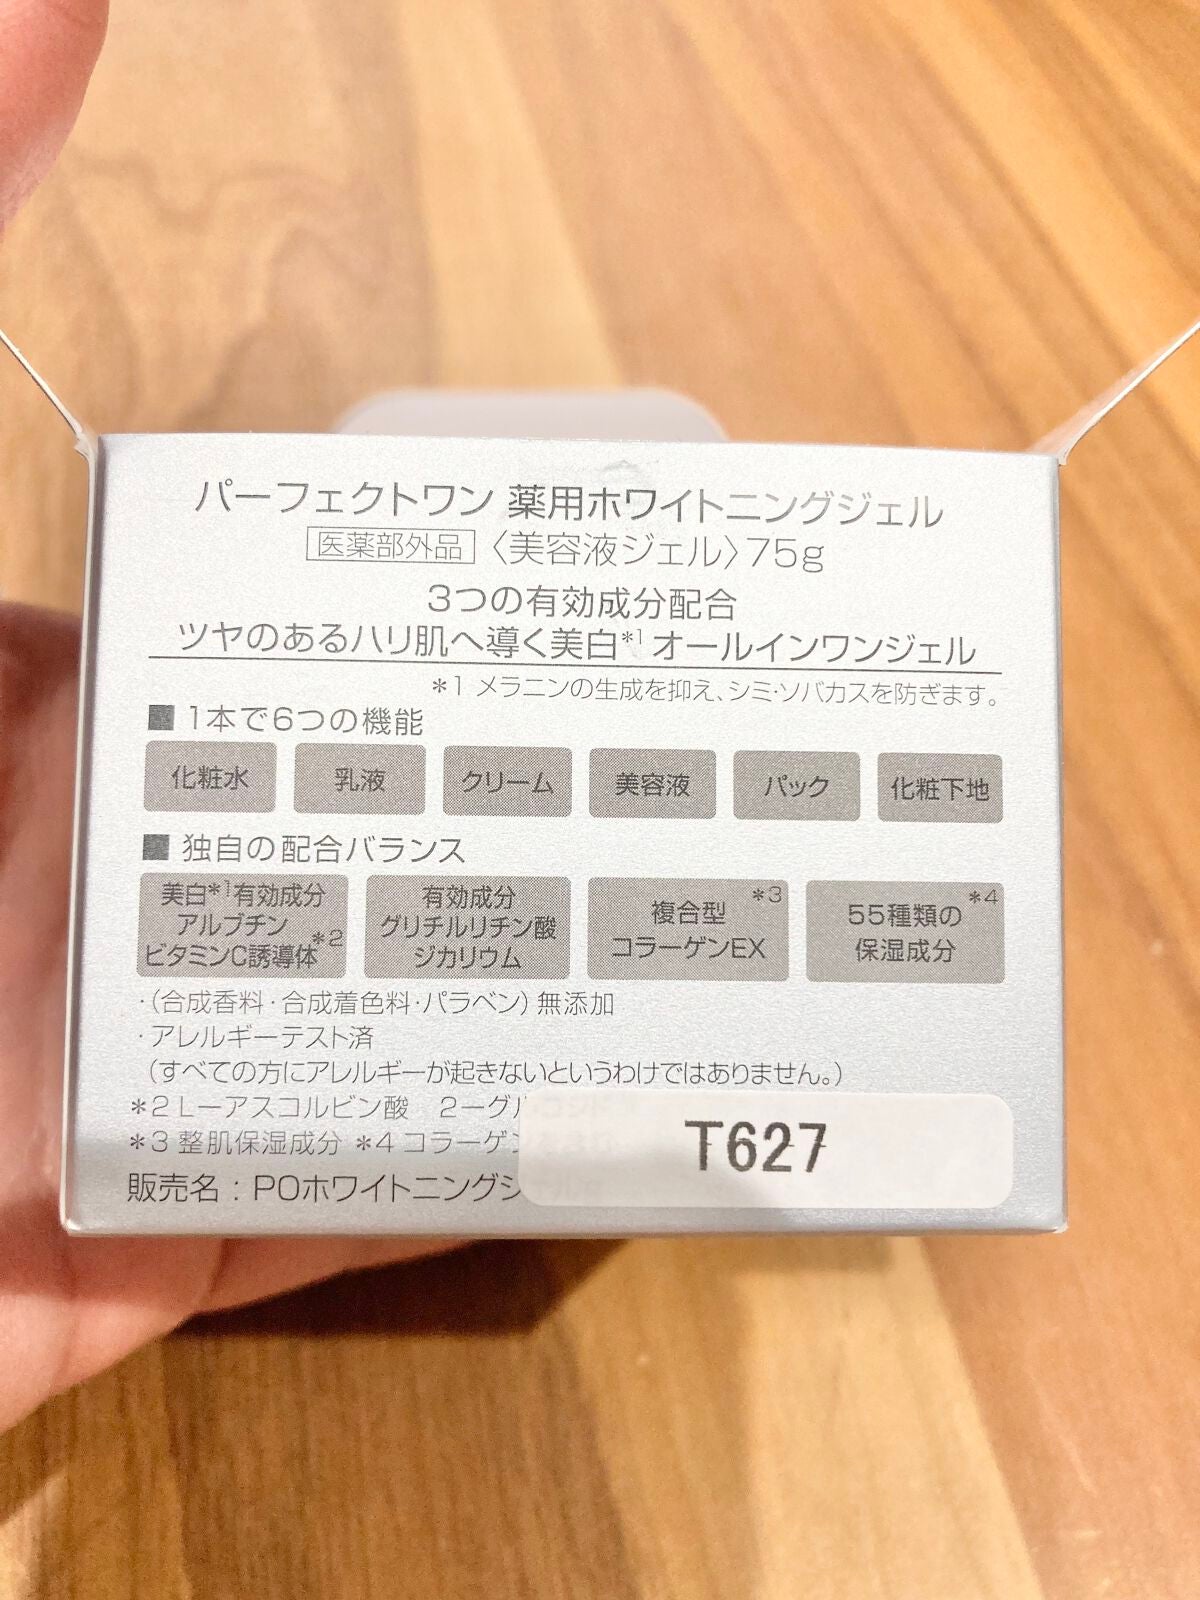 パーフェクトワン 薬用ホワイトニングジェル
医薬部外品 〈美容液ジェル〉75g
3つの有効成分配合
ツヤのあるハリ肌へ導く美白*1オールインワンジェル
*1 メラニンの生成を抑え、シミ・ソバカスを防ぎます。
■ 1本で6つの機能
化粧水 乳液 クリーム 美容液 パック 化粧下地
■ 独自の配合バランス
美白*1有効成分
アルブチン
ビタミンC誘導体*2
有効成分
グリチルリチン酸
ジカリウム
複合型*3
コラーゲンEX
55種類の*4
保湿成分
・(合成香料・合成着色料・パラベン)無添加
・アレルギーテスト済
(すべての方にアレルギーが起きないというわけではありません。)
*2 L-アスコルビン酸 2-グル
*3 整肌保湿成分 *4 コラーゲン
販売名:POホワイトニングジ
T627